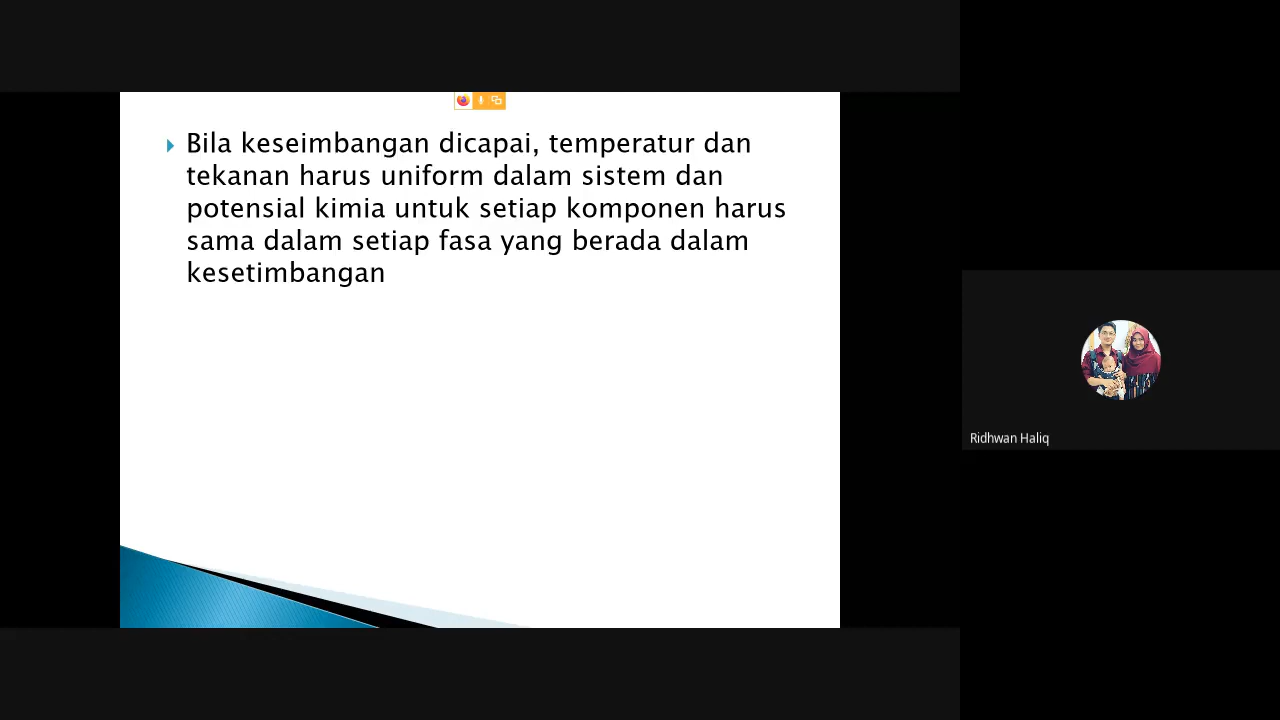 Bila keseimbangan dicapai, temperatur dan
tekanan harus uniform dalam sistem dan
potensial kimia untuk setiap komponen harus
sama dalam setiap fasa yang berada dalam
kesetimbangan
Ridhwan Haliq